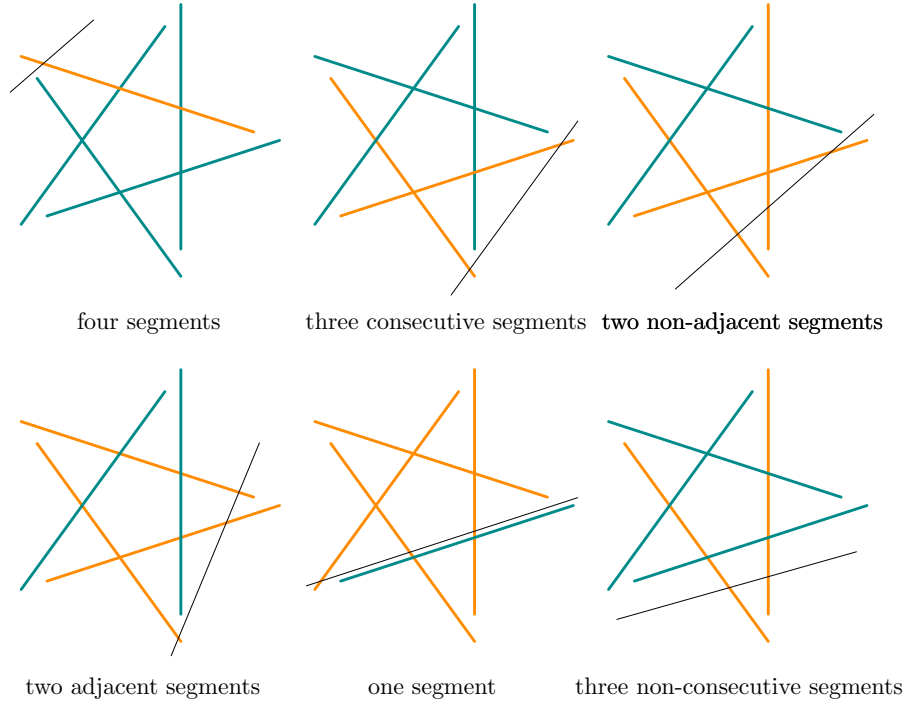 four segments
three consecutive segments
two non-adjacent segments
two adjacent segments
one segment
three non-consecutive segments